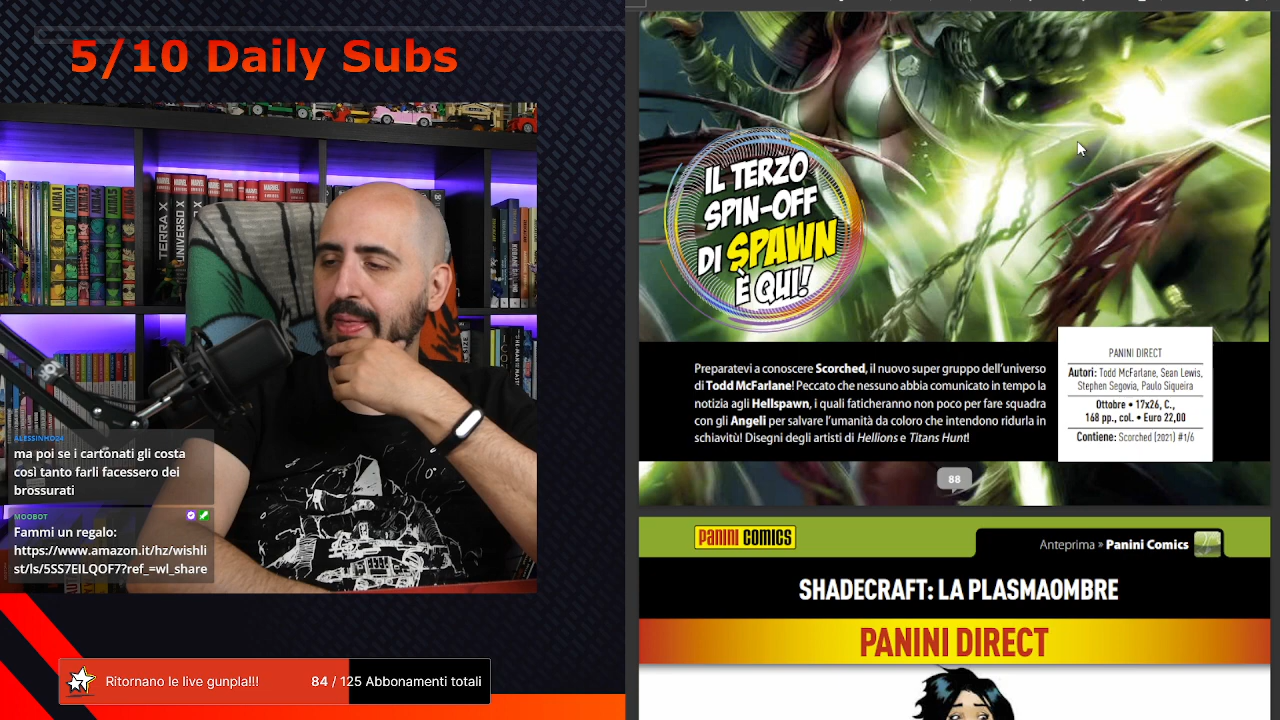 5/10 Daily Subs
AKIRA
TERRA X
UNIVERSO X
MARVEL
ALESSINHO24
ma poi se i cartonati gli costa
così tanto farli facessero dei
brossurati
MOOBOT
Fammi un regalo:
https://www.amazon.it/hz/wishli
st/ls/5SS7EILQOF7?ref_=wl_share
Ritornano le live gunpla!!!
84 / 125 Abbonamenti totali
IL TERZO
SPIN-OFF
DI SPAWN
È QUI!
Preparatevi a conoscere Scorched, il nuovo super gruppo dell'universo
di Todd McFarlane! Peccato che nessuno abbia comunicato in tempo la
notizia agli Hellspawn, i quali faticheranno non poco per fare squadra
con gli Angeli per salvare l'umanità da coloro che intendono ridurla in
schiavitù! Disegni degli artisti di Hellions e Titans Hunt!
PANINI DIRECT
Autori: Todd McFarlane, Sean Lewis,
Stephen Segovia, Paulo Siqueira
Ottobre • 17x26, C.,
168 pp., col. • Euro 22,00
Contiene: Scorched (2021) #1/6
88
PANINI COMICS
Anteprima » Panini Comics
SHADECRAFT: LA PLASMAOMBRE
PANINI DIRECT